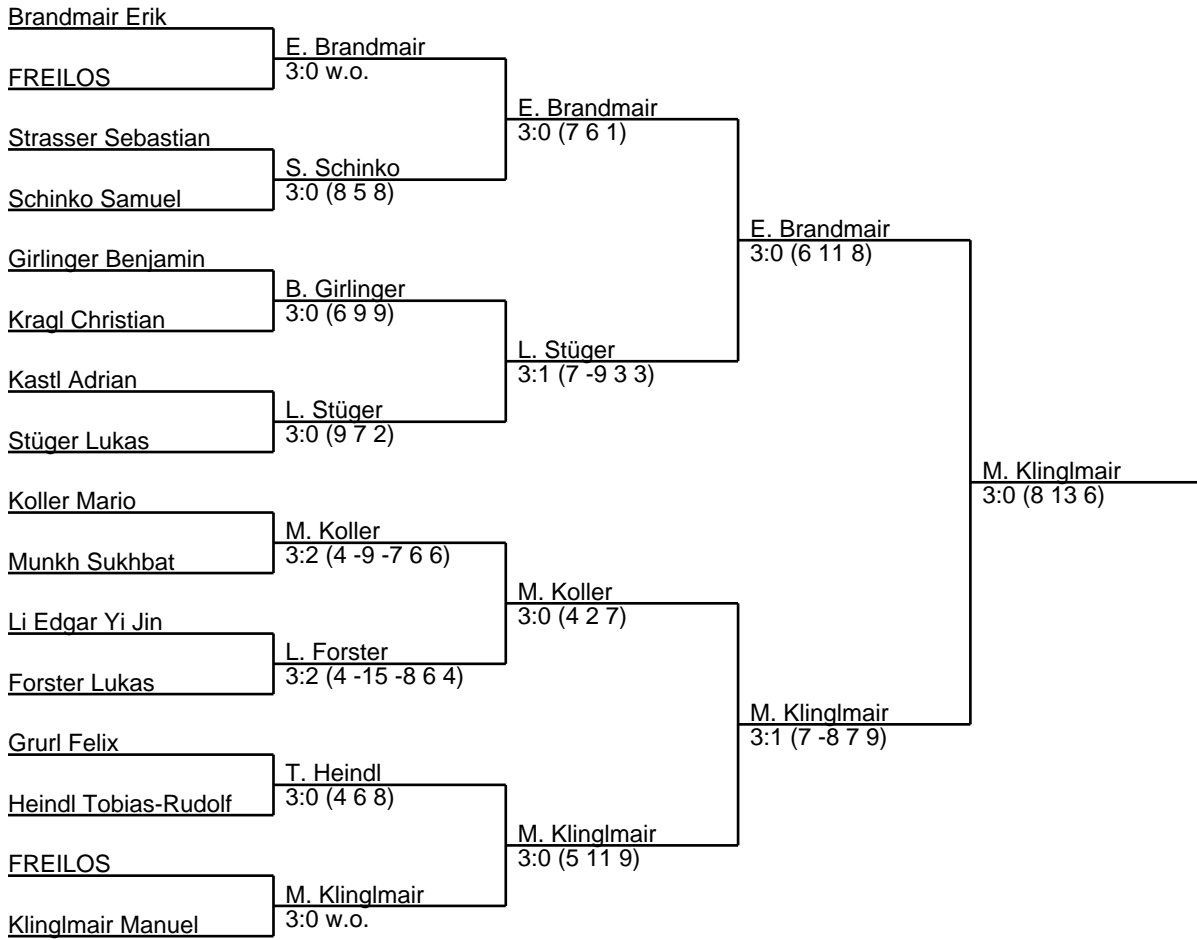 Brandmair Erik
E. Brandmair
3:0 w.o.
FREILOS
E. Brandmair
3:0 (7 6 1)
Strasser Sebastian
S. Schinko
3:0 (8 5 8)
Schinko Samuel
E. Brandmair
3:0 (6 11 8)
Girlinger Benjamin
B. Girlinger
3:0 (6 9 9)
Kragl Christian
L. Stüger
3:1 (7 -9 3 3)
Kastl Adrian
L. Stüger
3:0 (9 7 2)
Stüger Lukas
M. Klinglmair
3:0 (8 13 6)
Koller Mario
M. Koller
3:2 (4 -9 -7 6 6)
Munkh Sukhbat
M. Koller
3:0 (4 2 7)
Li Edgar Yi Jin
L. Forster
3:2 (4 -15 -8 6 4)
Forster Lukas
M. Klinglmair
3:1 (7 -8 7 9)
Grurl Felix
T. Heindl
3:0 (4 6 8)
Heindl Tobias-Rudolf
M. Klinglmair
3:0 (5 11 9)
FREILOS
M. Klinglmair
3:0 w.o.
Klinglmair Manuel